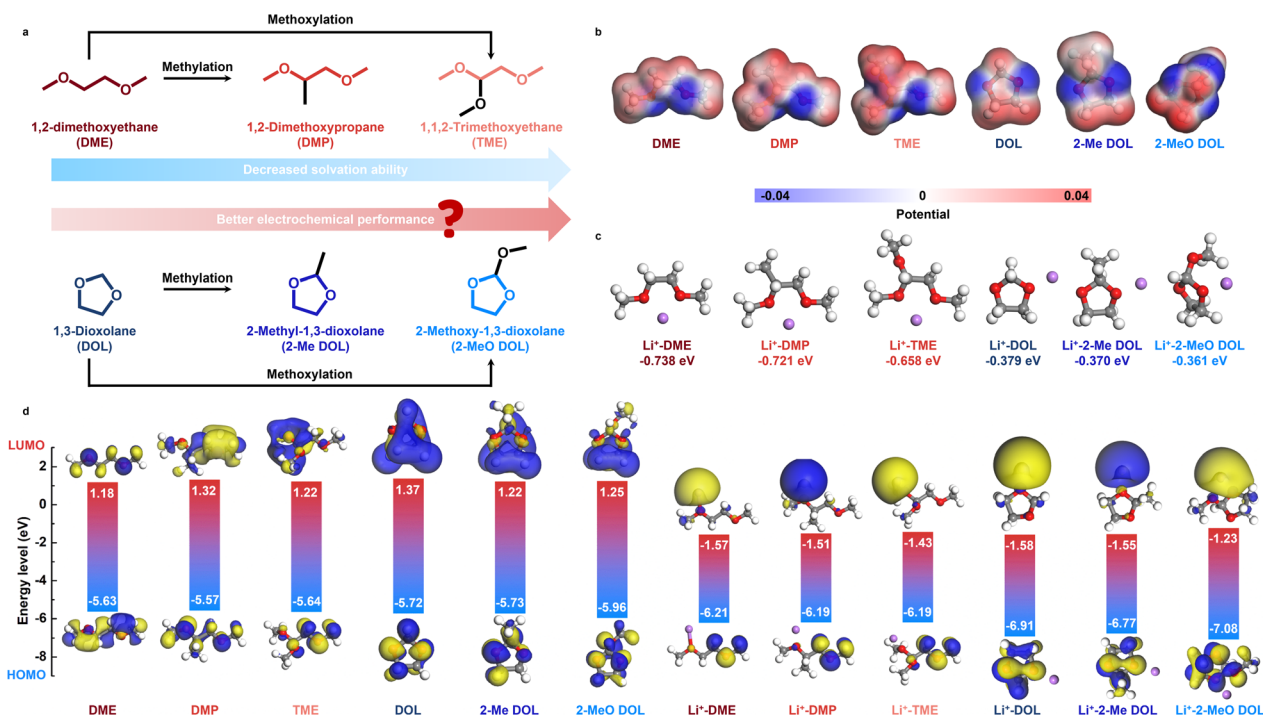 a
Methoxylation
O
O
Methylation
O
O
O
O
O
1,2-dimethoxyethane
(DME)
1,2-Dimethoxypropane
(DMP)
1,1,2-Trimethoxyethane
(TME)
Decreased solvation ability
Better electrochemical performance ?
O
O
Methylation
O
O
O
O
O
1,3-Dioxolane
(DOL)
2-Methyl-1,3-dioxolane
(2-Me DOL)
2-Methoxy-1,3-dioxolane
(2-MeO DOL)
Methoxylation
b
DME DMP TME DOL 2-Me DOL 2-MeO DOL
-0.04 0 0.04
Potential
c
Li⁺-DME Li⁺-DMP Li⁺-TME Li⁺-DOL Li⁺-2-Me DOL Li⁺-2-MeO DOL
-0.738 eV -0.721 eV -0.658 eV -0.379 eV -0.370 eV -0.361 eV
d
LUMO
2
0
-2
-4
-6
-8
HOMO
Energy level (eV)
1.18 1.32 1.22 1.37 1.22 1.25 -1.57 -1.51 -1.43 -1.58 -1.55 -1.23
-5.63 -5.57 -5.64 -5.72 -5.73 -5.96 -6.21 -6.19 -6.19 -6.91 -6.77 -7.08
DME DMP TME DOL 2-Me DOL 2-MeO DOL Li⁺-DME Li⁺-DMP Li⁺-TME Li⁺-DOL Li⁺-2-Me DOL Li⁺-2-MeO DOL